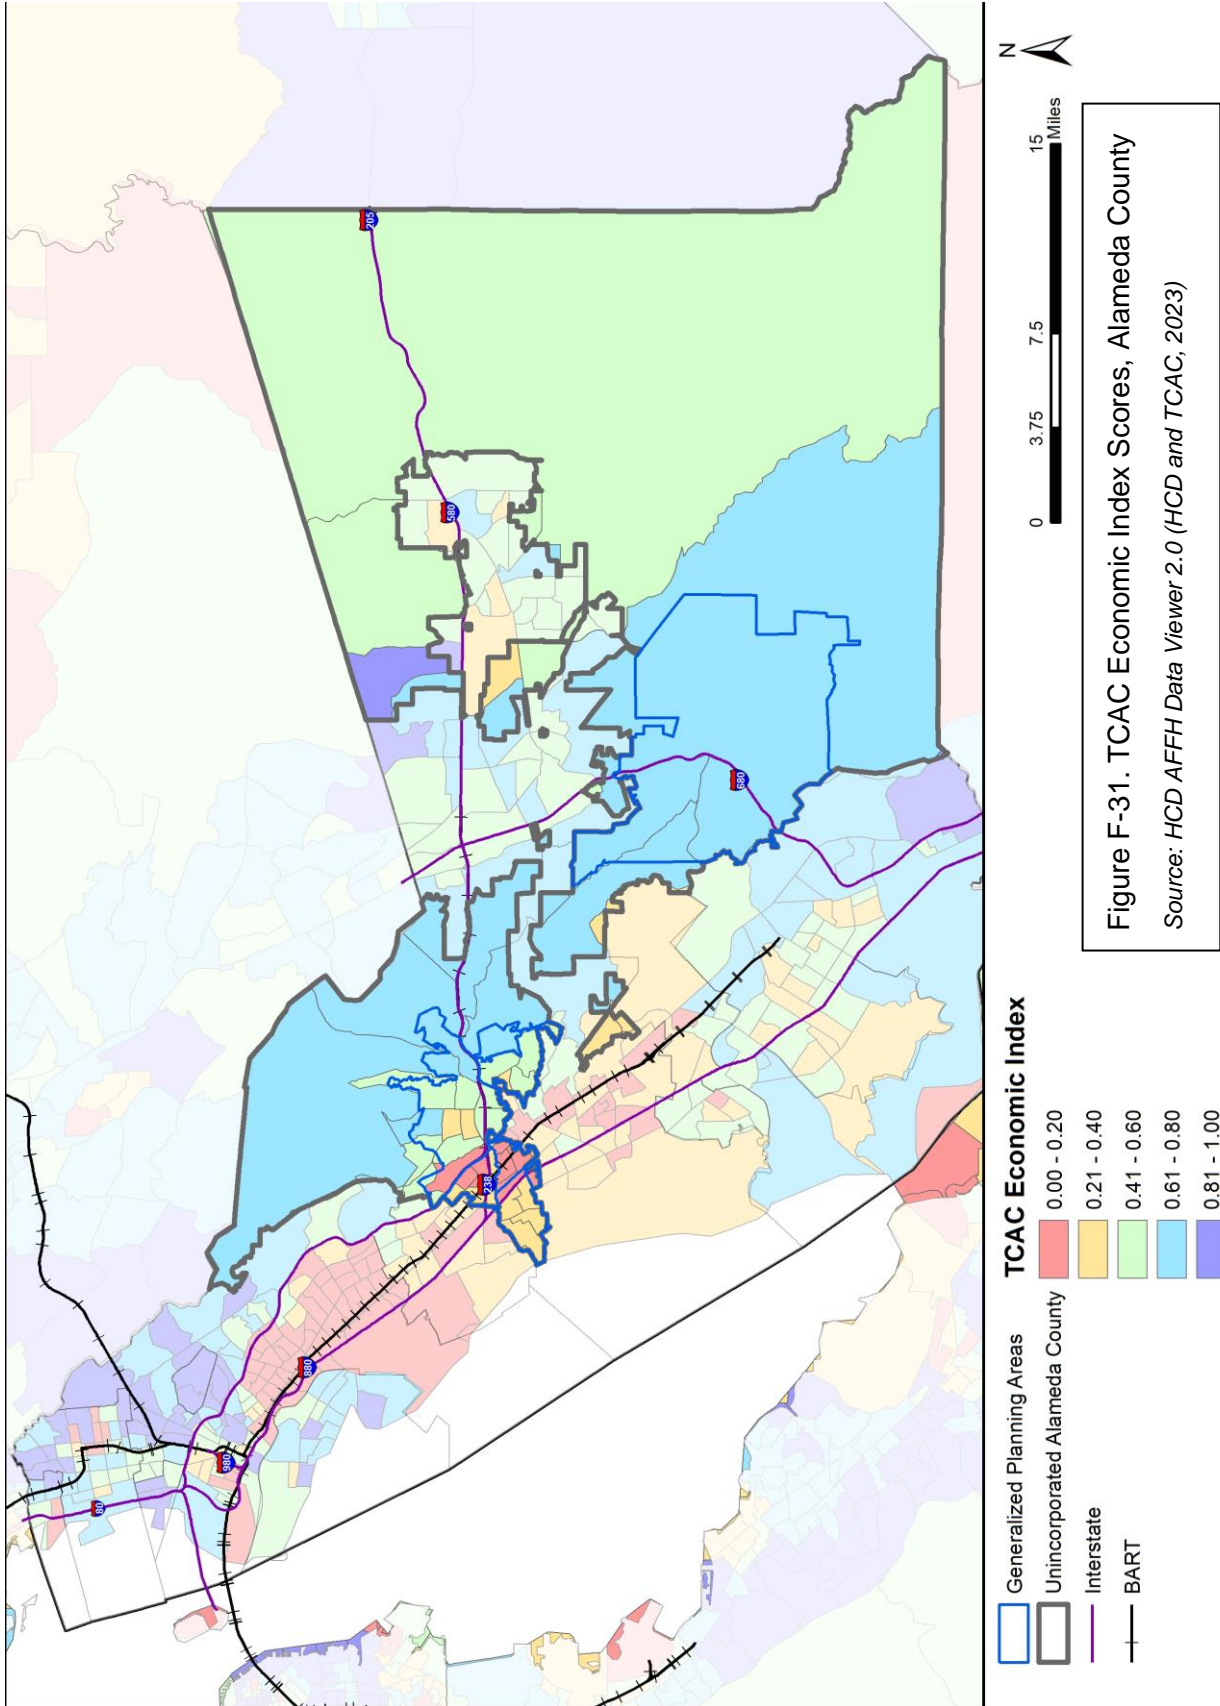 80
980
880
238
580
680
205
N
0 3.75 7.5 15
Miles
Generalized Planning Areas
Unincorporated Alameda County
Interstate
BART
TCAC Economic Index
0.00 - 0.20
0.21 - 0.40
0.41 - 0.60
0.61 - 0.80
0.81 - 1.00
Figure F-31. TCAC Economic Index Scores, Alameda County
Source: HCD AFFH Data Viewer 2.0 (HCD and TCAC, 2023)